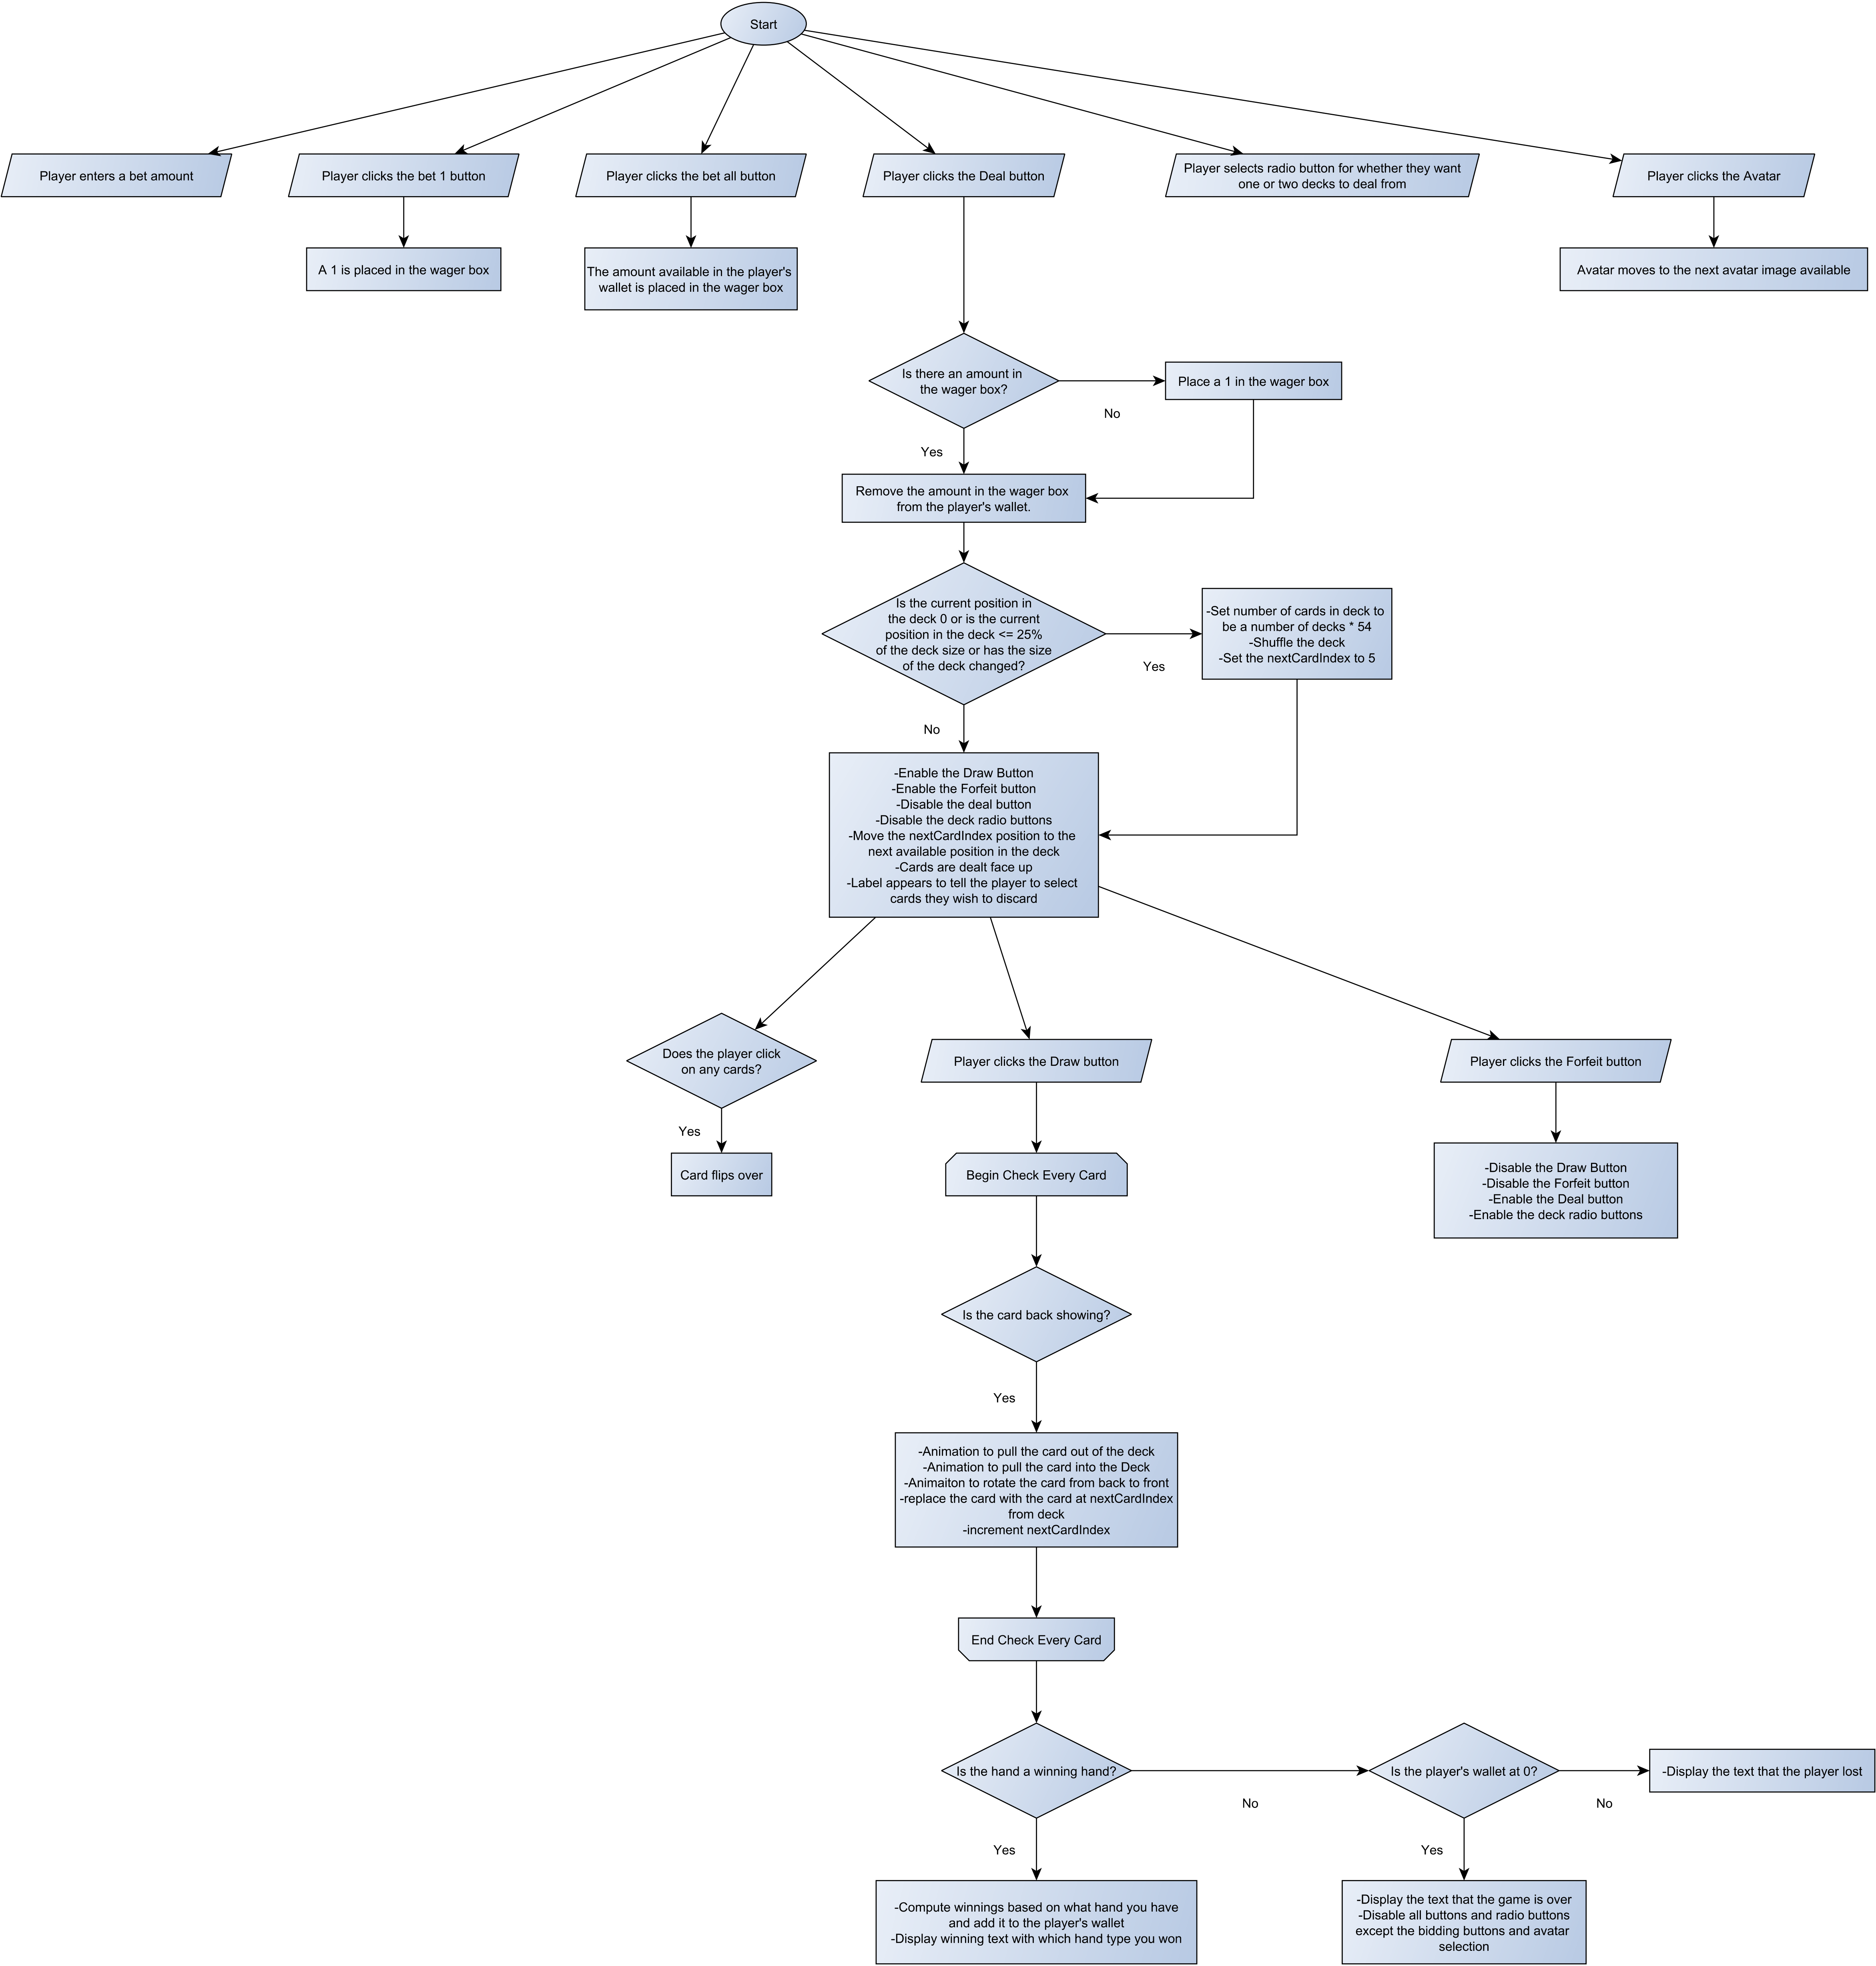 Start
Player enters a bet amount
Player clicks the bet 1 button
Player clicks the bet all button
Player clicks the Deal button
Player selects radio button for whether they want
one or two decks to deal from
Player clicks the Avatar
A 1 is placed in the wager box
The amount available in the player's
wallet is placed in the wager box
Avatar moves to the next avatar image available
Is there an amount in
the wager box?
Place a 1 in the wager box
No
Yes
Remove the amount in the wager box
from the player's wallet.
Is the current position in
the deck 0 or is the current
position in the deck <= 25%
of the deck size or has the size
of the deck changed?
-Set number of cards in deck to
be a number of decks * 54
-Shuffle the deck
-Set the nextCardIndex to 5
Yes
No
-Enable the Draw Button
-Enable the Forfeit button
-Disable the deal button
-Disable the deck radio buttons
-Move the nextCardIndex position to the
next available position in the deck
-Cards are dealt face up
-Label appears to tell the player to select
cards they wish to discard
Does the player click
on any cards?
Player clicks the Draw button
Player clicks the Forfeit button
Yes
Card flips over
Begin Check Every Card
-Disable the Draw Button
-Disable the Forfeit button
-Enable the Deal button
-Enable the deck radio buttons
Is the card back showing?
Yes
-Animation to pull the card out of the deck
-Animation to pull the card into the Deck
-Animaiton to rotate the card from back to front
-replace the card with the card at nextCardIndex
from deck
-increment nextCardIndex
End Check Every Card
Is the hand a winning hand?
Is the player's wallet at 0?
-Display the text that the player lost
No
No
Yes
Yes
-Compute winnings based on what hand you have
and add it to the player's wallet
-Display winning text with which hand type you won
-Display the text that the game is over
-Disable all buttons and radio buttons
except the bidding buttons and avatar
selection